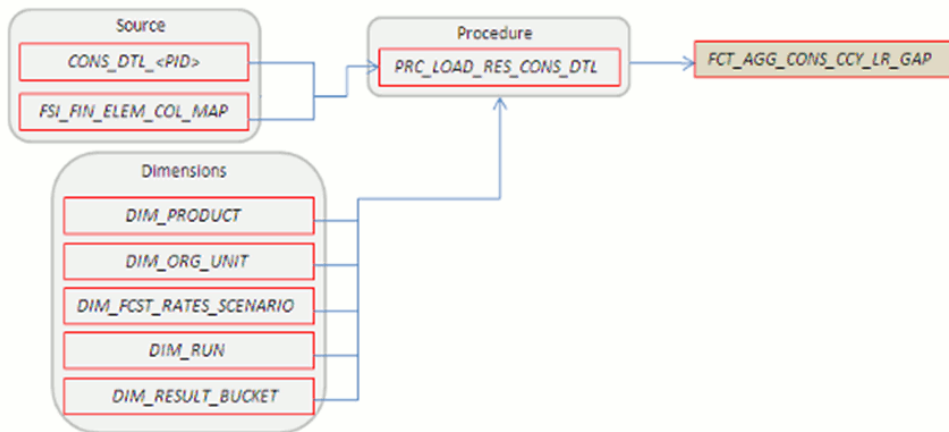 Source
CONS_DTL_<PID>
FSI_FIN_ELEM_COL_MAP
Procedure
PRC_LOAD_RES_CONS_DTL
FCT_AGG_CONS_CCY_LR_GAP
Dimensions
DIM_PRODUCT
DIM_ORG_UNIT
DIM_FCST_RATES_SCENARIO
DIM_RUN
DIM_RESULT_BUCKET